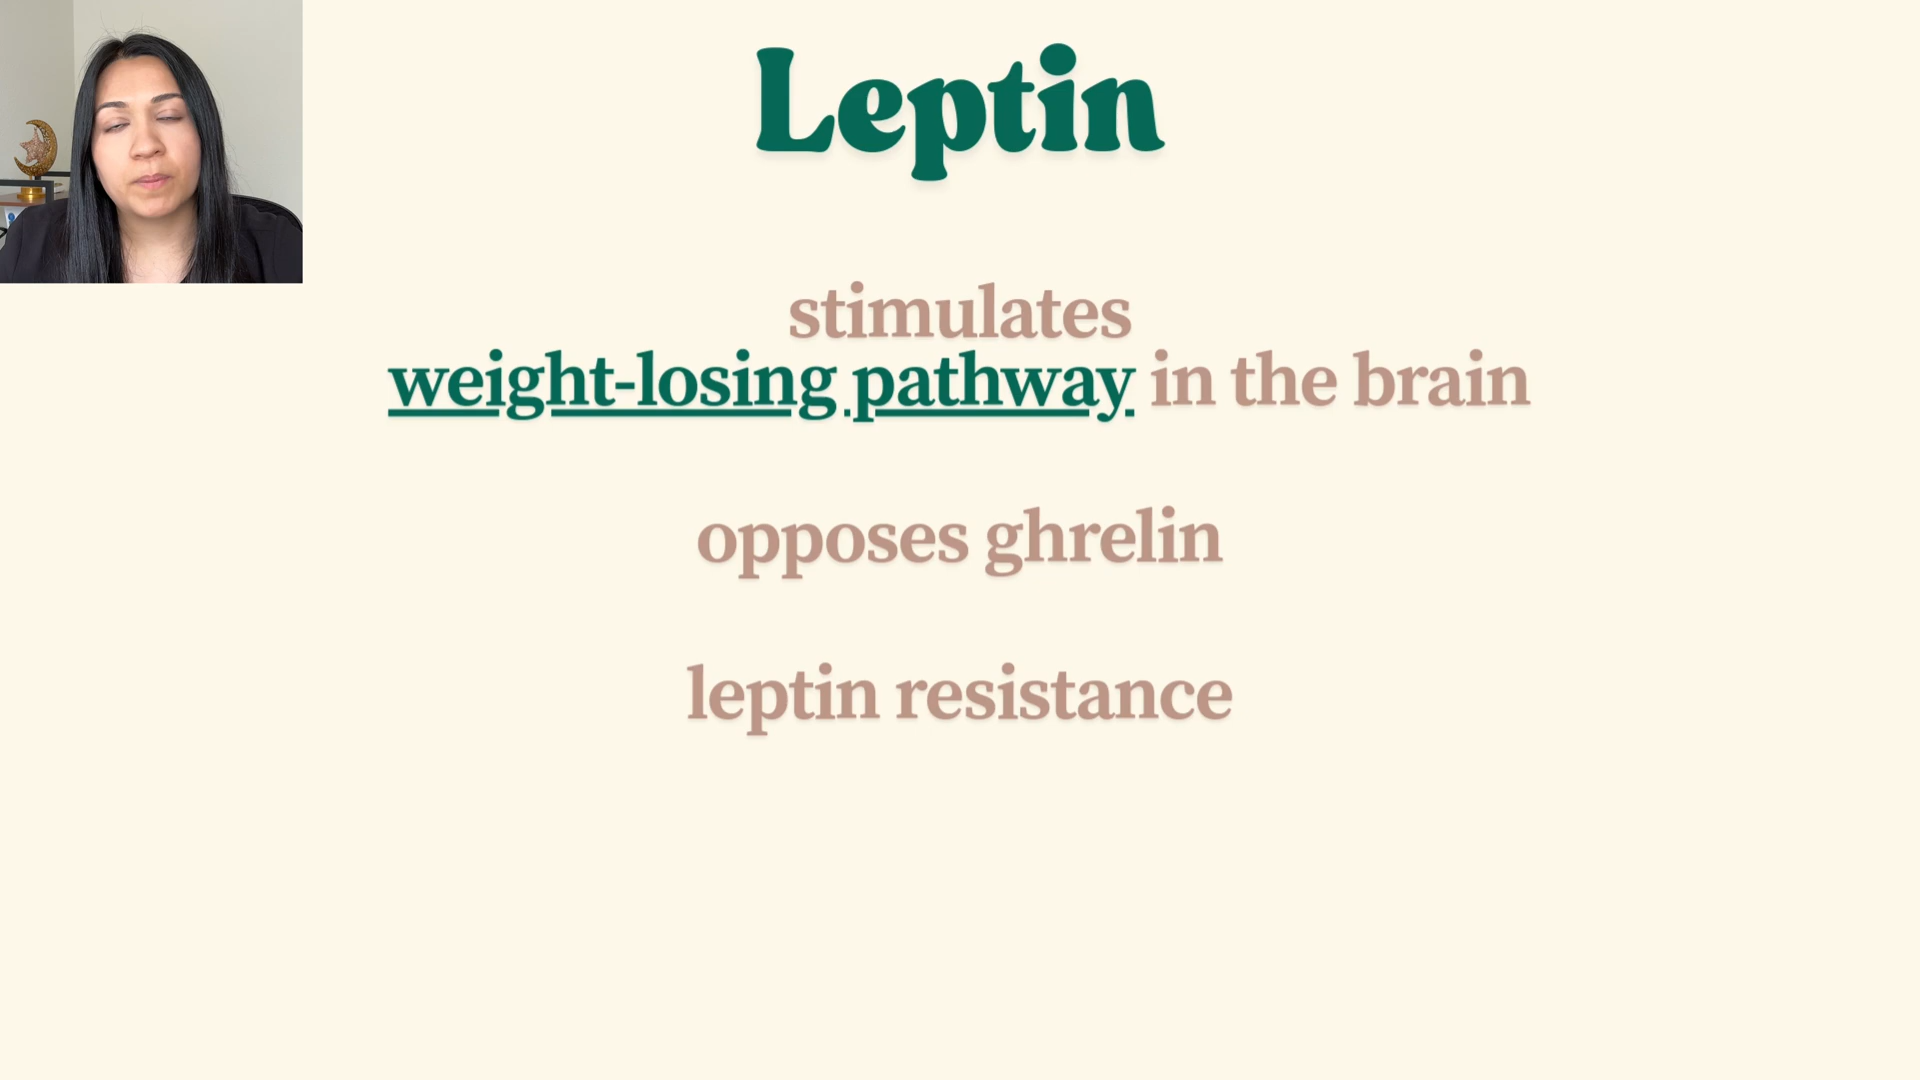 Leptin
stimulates
weight-losing pathway in the brain
opposes ghrelin
leptin resistance